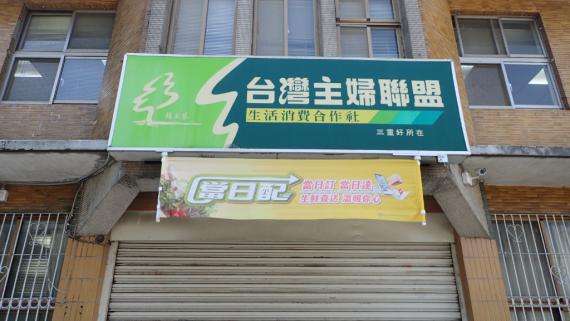 台灣主婦聯盟
生活消費合作社
三重好所在
當日配
當日訂 當日達
生鮮直送 溫暖你心